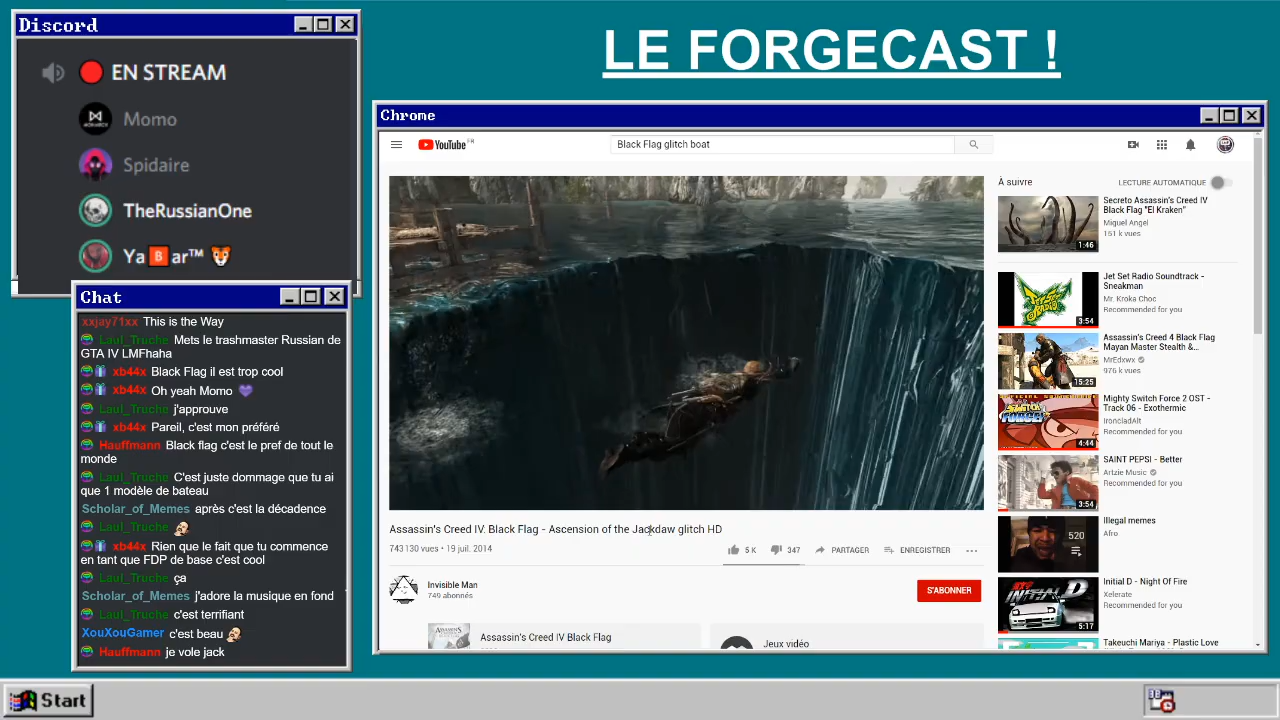 Discord
EN STREAM
Momo
Spidaire
TheRussianOne
Ya🅱ar™ 🐯
Chat
xxjay71xx This is the Way
Laul_Truche Mets le trashmaster Russian de
GTA IV LMFhaha
xb44x Black Flag il est trop cool
xb44x Oh yeah Momo 💜
Laul_Truche j'approuve
xb44x Pareil, c'est mon préféré
Hauffmann Black flag c'est le pref de tout le
monde
Laul_Truche C'est juste dommage que tu ai
que 1 modèle de bateau
Scholar_of_Memes après c'est la décadence
Laul_Truche
xb44x Rien que le fait que tu commence
en tant que FDP de base c'est cool
Laul_Truche ça
Scholar_of_Memes j'adore la musique en fond
Laul_Truche c'est terrifiant
XouXouGamer c'est beau
Hauffmann je vole jack
LE FORGECAST !
Chrome
YouTube FR
Black Flag glitch boat
Assassin's Creed IV Black Flag - Ascension of the Jackdaw glitch HD
743 130 vues • 19 juil. 2014
5 K
347
PARTAGER
ENREGISTRER
Invisible Man
749 abonnés
S'ABONNER
Assassin's Creed IV Black Flag
Jeux vidéo
À suivre
LECTURE AUTOMATIQUE
Secreto Assassin's Creed IV
Black Flag "El Kraken"
Miquel Angel
151 k vues
1:46
Jet Set Radio Soundtrack -
Sneakman
Mr. Kroka Choc
Recommended for you
3:54
Assassin's Creed 4 Black Flag
Mayan Master Stealth &...
MrEdxwx
976 k vues
15:25
Mighty Switch Force 2 OST -
Track 06 - Exothermic
IroncladAlt
Recommended for you
4:44
SAINT PEPSI - Better
Artzie Music
Recommended for you
3:54
Illegal memes
Afro
520
Initial D - Night Of Fire
Xelerate
Recommended for you
5:17
Takeuchi Mariya - Plastic Love
Start